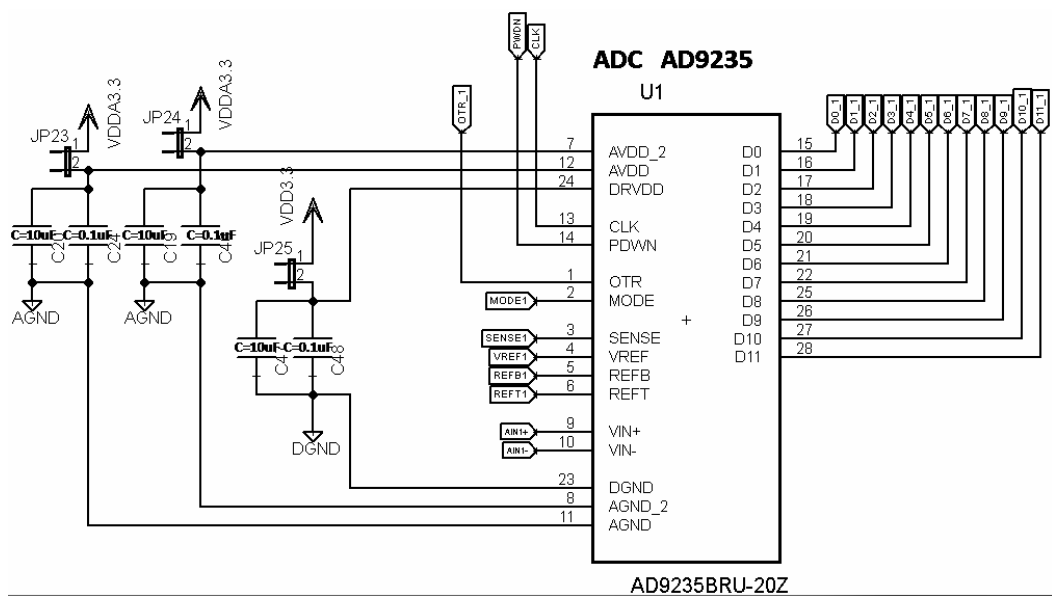 ADC AD9235
U1
PWDN
CLK
OTR_1
VDDA3.3
VDDA3.3
JP23
1
2
JP24
1
2
VDD3.3
JP25
1
2
C=10uF
C20
C=0.1uF
C24
C=10uF
C19
C=0.1uF
AGND
AGND
C=10uF
C=0.1uF
C48
DGND
7 AVDD_2
12 AVDD
24 DRVDD
13 CLK
14 PDWN
1 OTR
MODE1 2 MODE
SENSE1 3 SENSE
VREF1 4 VREF
REFB1 5 REFB
REFT1 6 REFT
AIN1+ 9 VIN+
AIN1- 10 VIN-
23 DGND
8 AGND_2
11 AGND
+
D0 15
D1 16
D2 17
D3 18
D4 19
D5 20
D6 21
D7 22
D8 25
D9 26
D10 27
D11 28
D0_1
D1_1
D2_1
D3_1
D4_1
D5_1
D6_1
D7_1
D8_1
D9_1
D10_1
D11_1
AD9235BRU-20Z